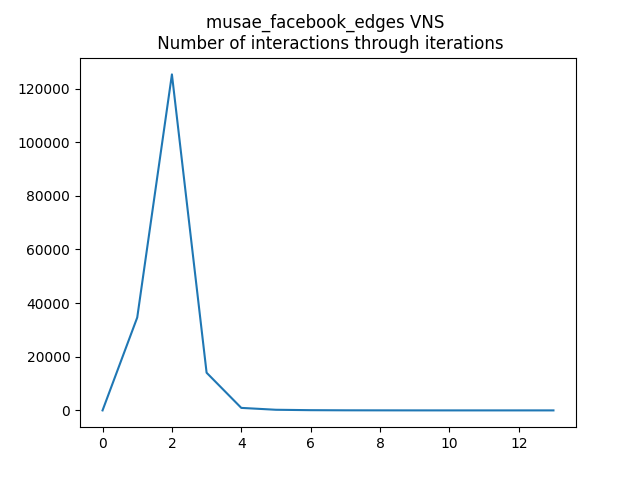 musae_facebook_edges VNS
Number of interactions through iterations
120000
100000
80000
60000
40000
20000
0
0 2 4 6 8 10 12